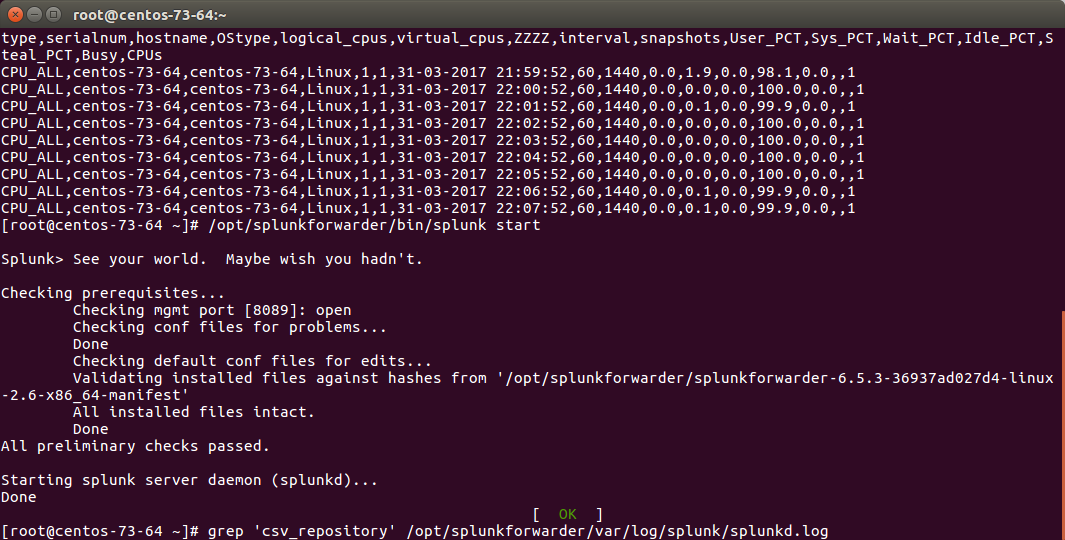 root@centos-73-64:~
type,serialnum,hostname,OStype,logical_cpus,virtual_cpus,ZZZZ,interval,snapshots,User_PCT,Sys_PCT,Wait_PCT,Idle_PCT,S
teal_PCT,Busy,CPUs
CPU_ALL,centos-73-64,centos-73-64,Linux,1,1,31-03-2017 21:59:52,60,1440,0.0,1.9,0.0,98.1,0.0,,1
CPU_ALL,centos-73-64,centos-73-64,Linux,1,1,31-03-2017 22:00:52,60,1440,0.0,0.0,0.0,100.0,0.0,,1
CPU_ALL,centos-73-64,centos-73-64,Linux,1,1,31-03-2017 22:01:52,60,1440,0.0,0.1,0.0,99.9,0.0,,1
CPU_ALL,centos-73-64,centos-73-64,Linux,1,1,31-03-2017 22:02:52,60,1440,0.0,0.0,0.0,100.0,0.0,,1
CPU_ALL,centos-73-64,centos-73-64,Linux,1,1,31-03-2017 22:03:52,60,1440,0.0,0.0,0.0,100.0,0.0,,1
CPU_ALL,centos-73-64,centos-73-64,Linux,1,1,31-03-2017 22:04:52,60,1440,0.0,0.0,0.0,100.0,0.0,,1
CPU_ALL,centos-73-64,centos-73-64,Linux,1,1,31-03-2017 22:05:52,60,1440,0.0,0.0,0.0,100.0,0.0,,1
CPU_ALL,centos-73-64,centos-73-64,Linux,1,1,31-03-2017 22:06:52,60,1440,0.0,0.1,0.0,99.9,0.0,,1
CPU_ALL,centos-73-64,centos-73-64,Linux,1,1,31-03-2017 22:07:52,60,1440,0.0,0.1,0.0,99.9,0.0,,1
[root@centos-73-64 ~]# /opt/splunkforwarder/bin/splunk start
Splunk> See your world.  Maybe wish you hadn't.
Checking prerequisites...
Checking mgmt port [8089]: open
Checking conf files for problems...
Done
Checking default conf files for edits...
Validating installed files against hashes from '/opt/splunkforwarder/splunkforwarder-6.5.3-36937ad027d4-linux
-2.6-x86_64-manifest'
All installed files intact.
Done
All preliminary checks passed.
Starting splunk server daemon (splunkd)...
Done
[  OK  ]
[root@centos-73-64 ~]# grep 'csv_repository' /opt/splunkforwarder/var/log/splunk/splunkd.log